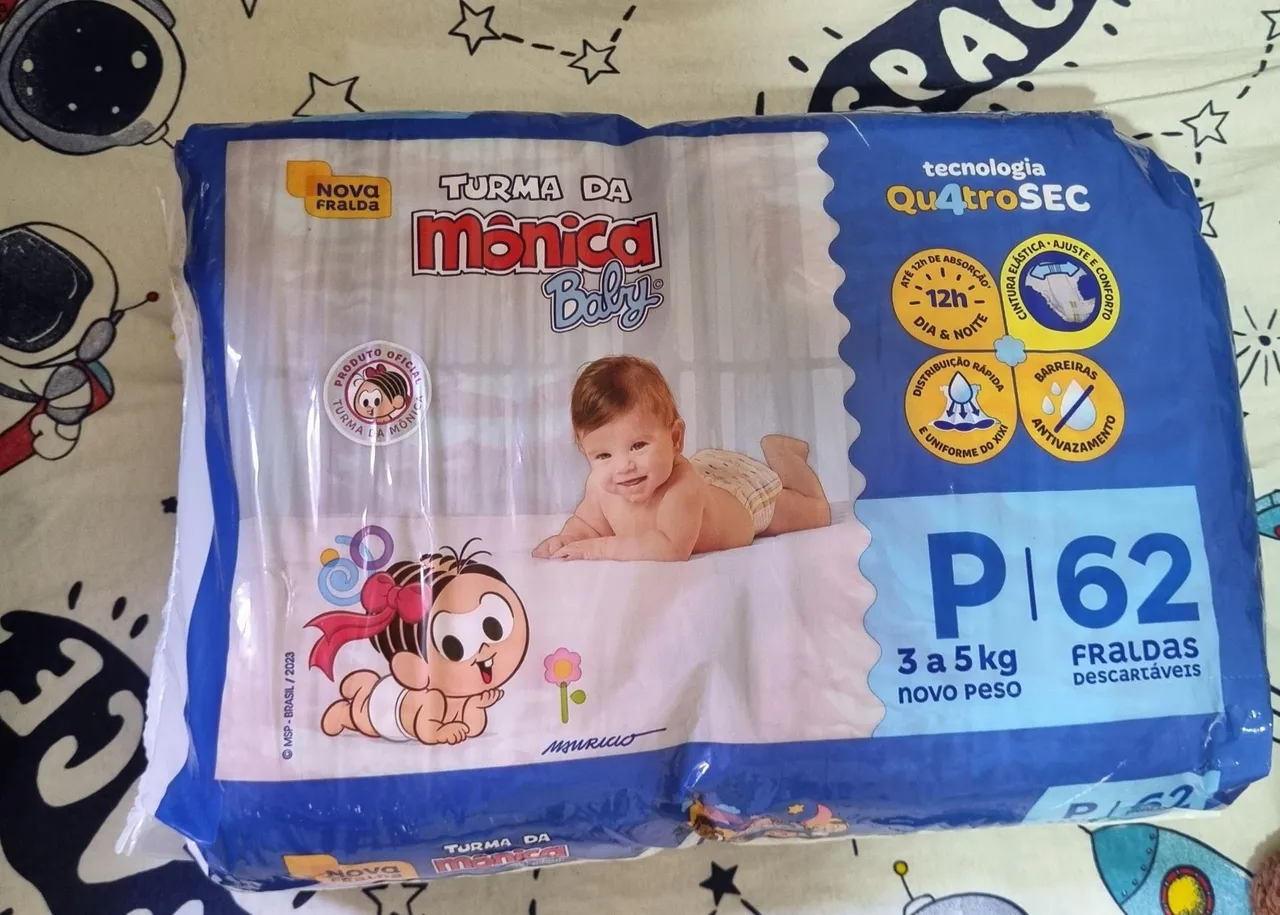 NOVA
FRALDA
TURMA DA
Mônica
Baby
PRODUTO OFICIAL
TURMA DA MÔNICA
© MSP - BRASIL / 2023
MAURICIO
tecnologia
Qu4troSEC
ATÉ 12h DE ABSORÇÃO*
12h
DIA & NOITE
CINTURA ELÁSTICA • AJUSTE E CONFORTO
DISTRIBUIÇÃO RÁPIDA
E UNIFORME DO XIXI
BARREIRAS
ANTIVAZAMENTO
P | 62
3 a 5 kg
NOVO PESO
FRALDAS
DESCARTÁVEIS
NOVA
FRALDA
TURMA DA
Mônica
P | 62